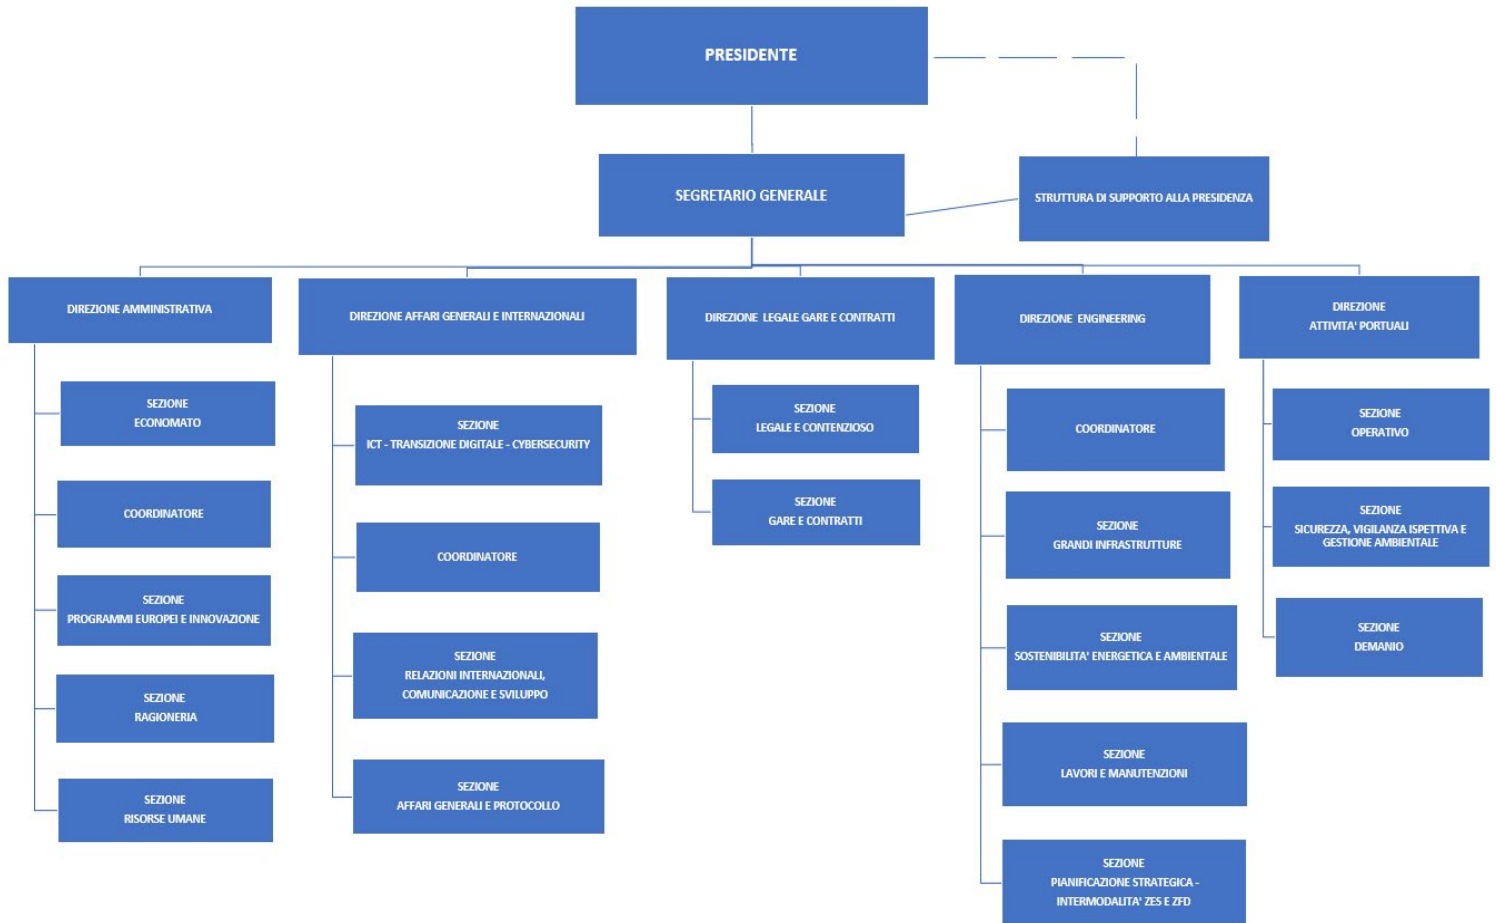 PRESIDENTE
SEGRETARIO GENERALE
STRUTTURA DI SUPPORTO ALLA PRESIDENZA
DIREZIONE AMMINISTRATIVA
SEZIONE
ECONOMATO
COORDINATORE
SEZIONE
PROGRAMMI EUROPEI E INNOVAZIONE
SEZIONE
RAGIONERIA
SEZIONE
RISORSE UMANE
DIREZIONE AFFARI GENERALI E INTERNAZIONALI
SEZIONE
ICT - TRANSIZIONE DIGITALE - CYBERSECURITY
COORDINATORE
SEZIONE
RELAZIONI INTERNAZIONALI,
COMUNICAZIONE E SVILUPPO
SEZIONE
AFFARI GENERALI E PROTOCOLLO
DIREZIONE LEGALE GARE E CONTRATTI
SEZIONE
LEGALE E CONTENZIOSO
SEZIONE
GARE E CONTRATTI
DIREZIONE ENGINEERING
COORDINATORE
SEZIONE
GRANDI INFRASTRUTTURE
SEZIONE
SOSTENIBILITA' ENERGETICA E AMBIENTALE
SEZIONE
LAVORI E MANUTENZIONI
SEZIONE
PIANIFICAZIONE STRATEGICA -
INTERMODALITA' ZES E ZFD
DIREZIONE
ATTIVITA' PORTUALI
SEZIONE
OPERATIVO
SEZIONE
SICUREZZA, VIGILANZA ISPETTIVA E
GESTIONE AMBIENTALE
SEZIONE
DEMANIO